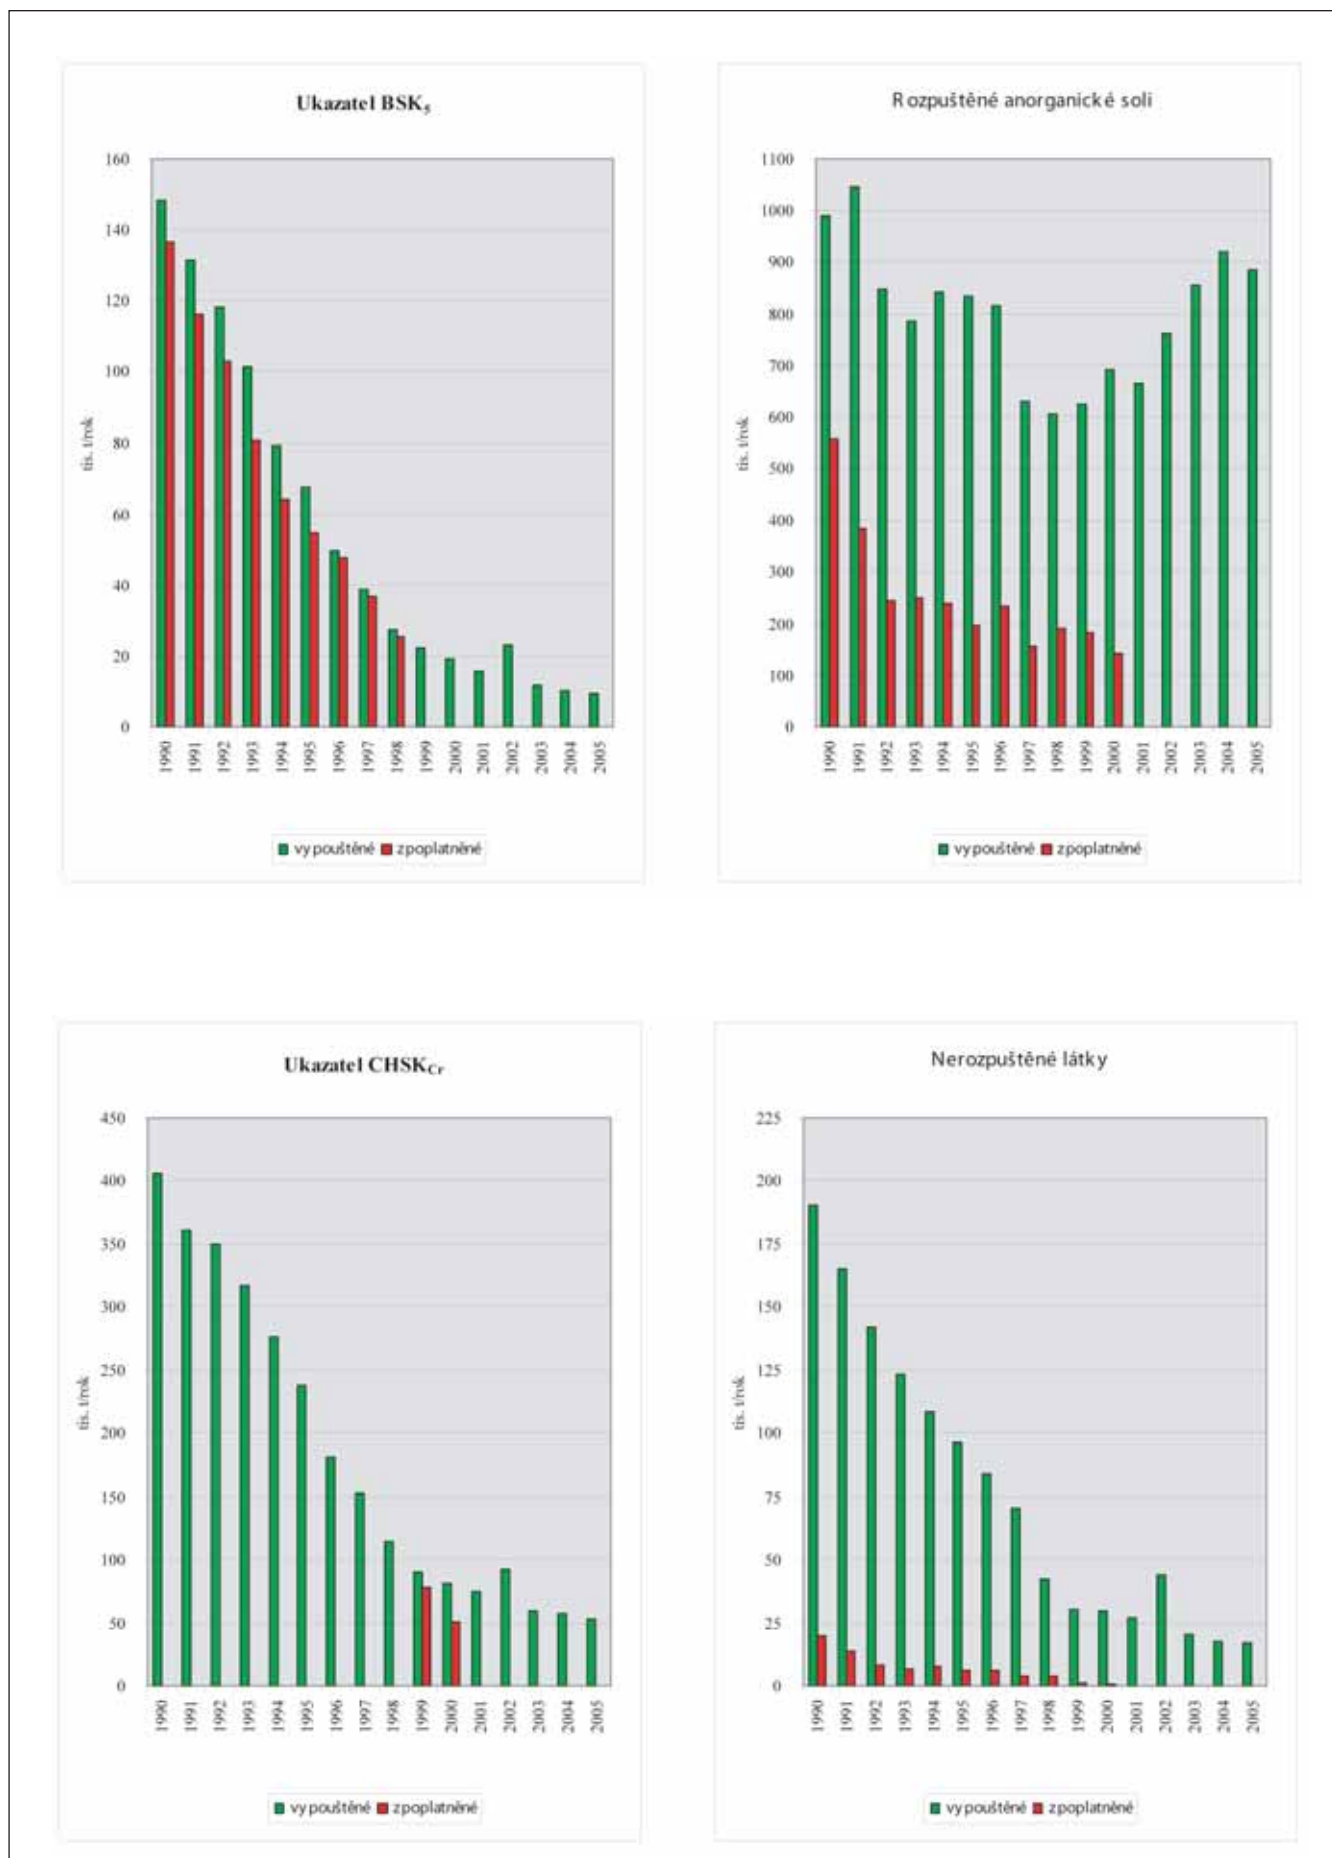 Ukazatel BSK₅
160
140
120
100
80
60
40
20
0
tis. t/rok
1990 1991 1992 1993 1994 1995 1996 1997 1998 1999 2000 2001 2002 2003 2004 2005
vypouštěné zpoplatněné
Rozpuštěné anorganické soli
1100
1000
900
800
700
600
500
400
300
200
100
0
tis. t/rok
1990 1991 1992 1993 1994 1995 1996 1997 1998 1999 2000 2001 2002 2003 2004 2005
vypouštěné zpoplatněné
Ukazatel CHSKCr
450
400
350
300
250
200
150
100
50
0
tis. t/rok
1990 1991 1992 1993 1994 1995 1996 1997 1998 1999 2000 2001 2002 2003 2004 2005
vypouštěné zpoplatněné
Nerozpuštěné látky
225
200
175
150
125
100
75
50
25
0
tis. t/rok
1990 1991 1992 1993 1994 1995 1996 1997 1998 1999 2000 2001 2002 2003 2004 2005
vypouštěné zpoplatněné